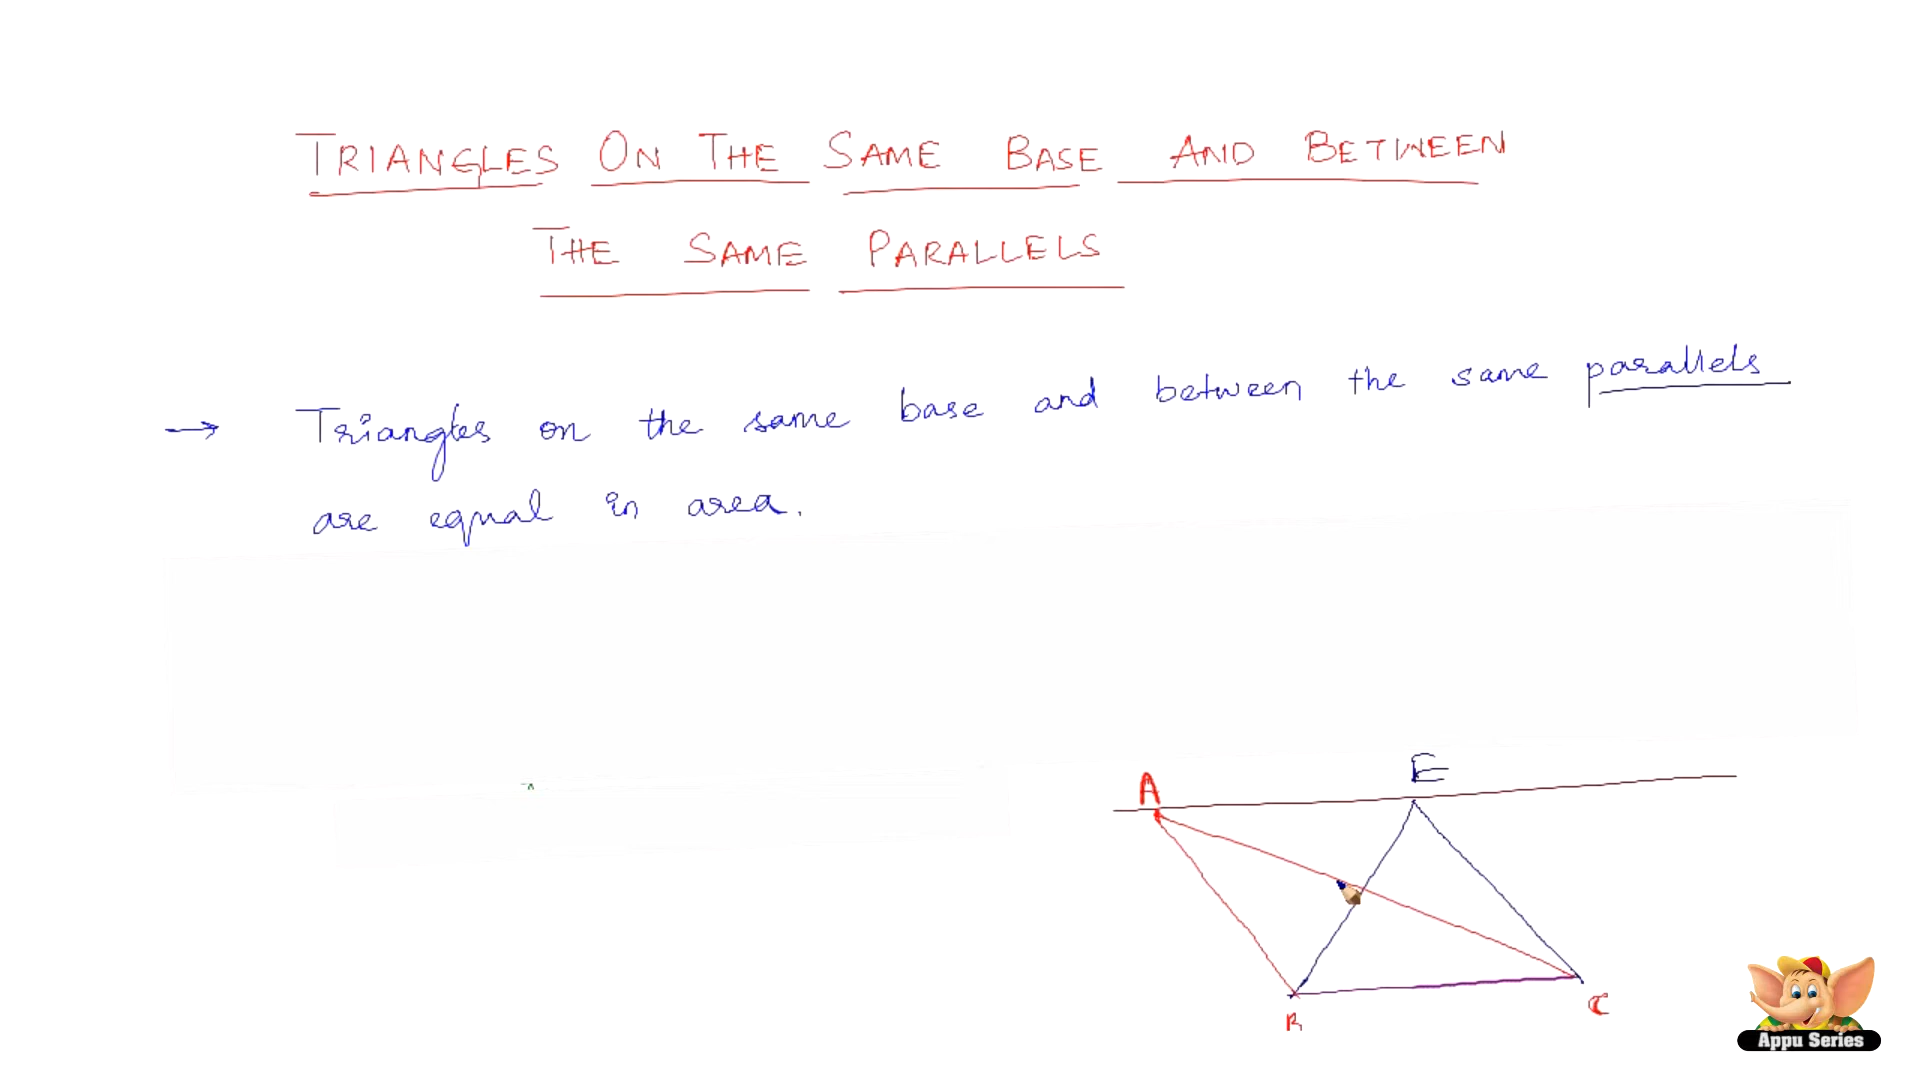 TRIANGLES ON THE SAME BASE AND BETWEEN
THE SAME PARALLELS
→ Triangles on the same base and between the same parallels
are equal in area.
A
E
B
C
Appu Series